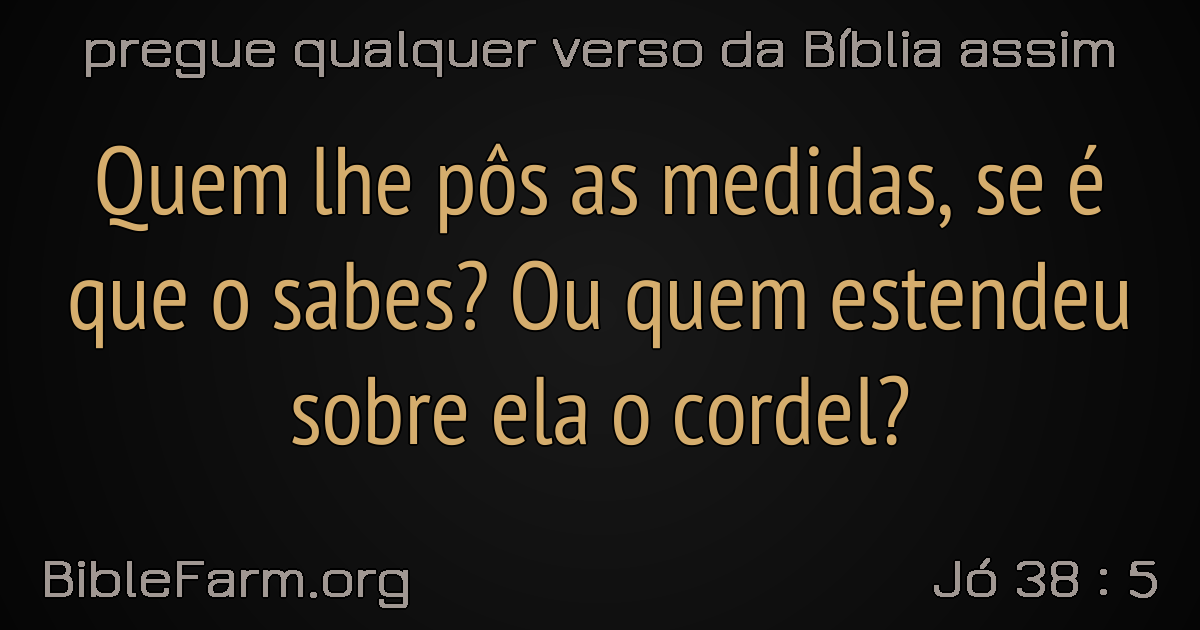 pregue qualquer verso da Bíblia assim
Quem lhe pôs as medidas, se é
que o sabes? Ou quem estendeu
sobre ela o cordel?
BibleFarm.org
Jó 38 : 5